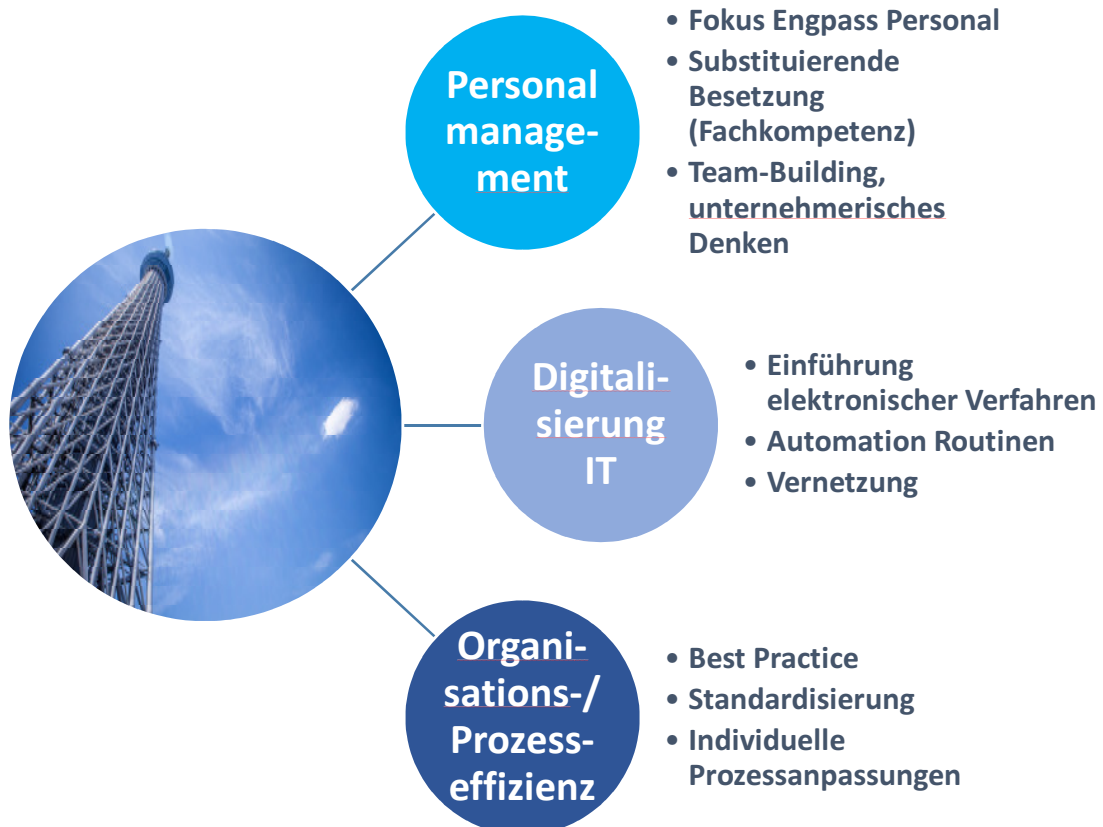 Personal
manage-
ment
• Fokus Engpass Personal
• Substituierende
Besetzung
(Fachkompetenz)
• Team-Building,
unternehmerisches
Denken
Digitali-
sierung
IT
• Einführung
elektronischer Verfahren
• Automation Routinen
• Vernetzung
Organi-
sations-/
Prozess-
effizienz
• Best Practice
• Standardisierung
• Individuelle
Prozessanpassungen